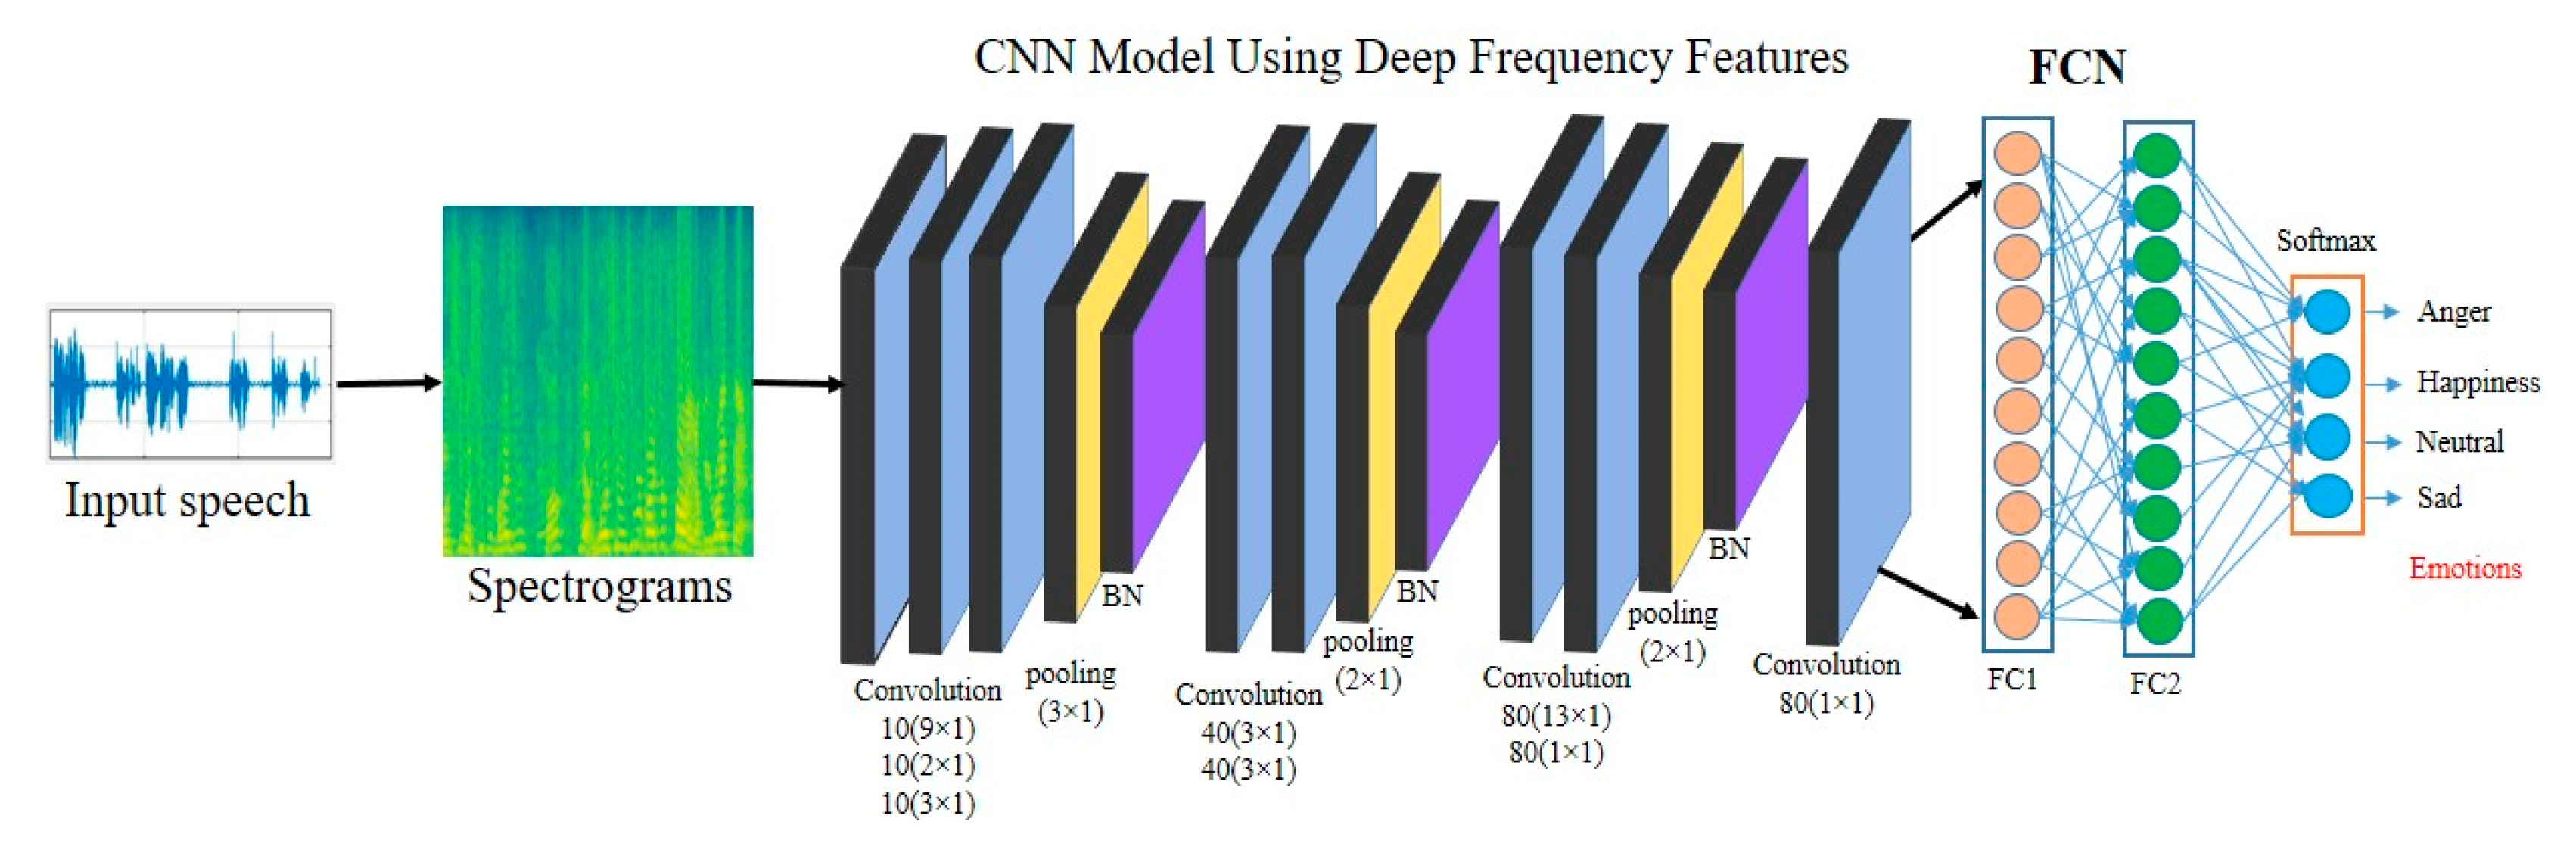 CNN Model Using Deep Frequency Features
FCN
Input speech
Spectrograms
Convolution
10(9×1)
10(2×1)
10(3×1)
pooling
(3×1)
BN
Convolution
40(3×1)
40(3×1)
pooling
(2×1)
BN
Convolution
80(13×1)
80(1×1)
pooling
(2×1)
BN
Convolution
80(1×1)
FC1
FC2
Softmax
Anger
Happiness
Neutral
Sad
Emotions